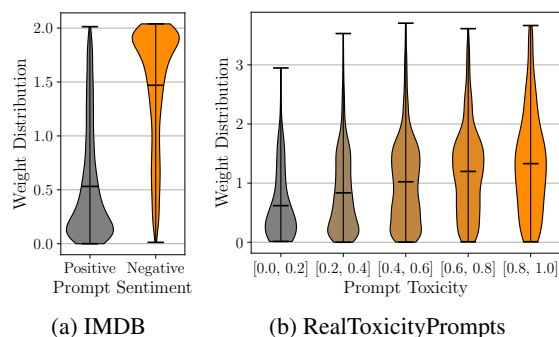 Weight Distribution
2.0
1.5
1.0
0.5
0.0
Positive Negative
Prompt Sentiment
(a) IMDB
Weight Distribution
3
2
1
0
[0.0, 0.2] [0.2, 0.4] [0.4, 0.6] [0.6, 0.8] [0.8, 1.0]
Prompt Toxicity
(b) RealToxicityPrompts